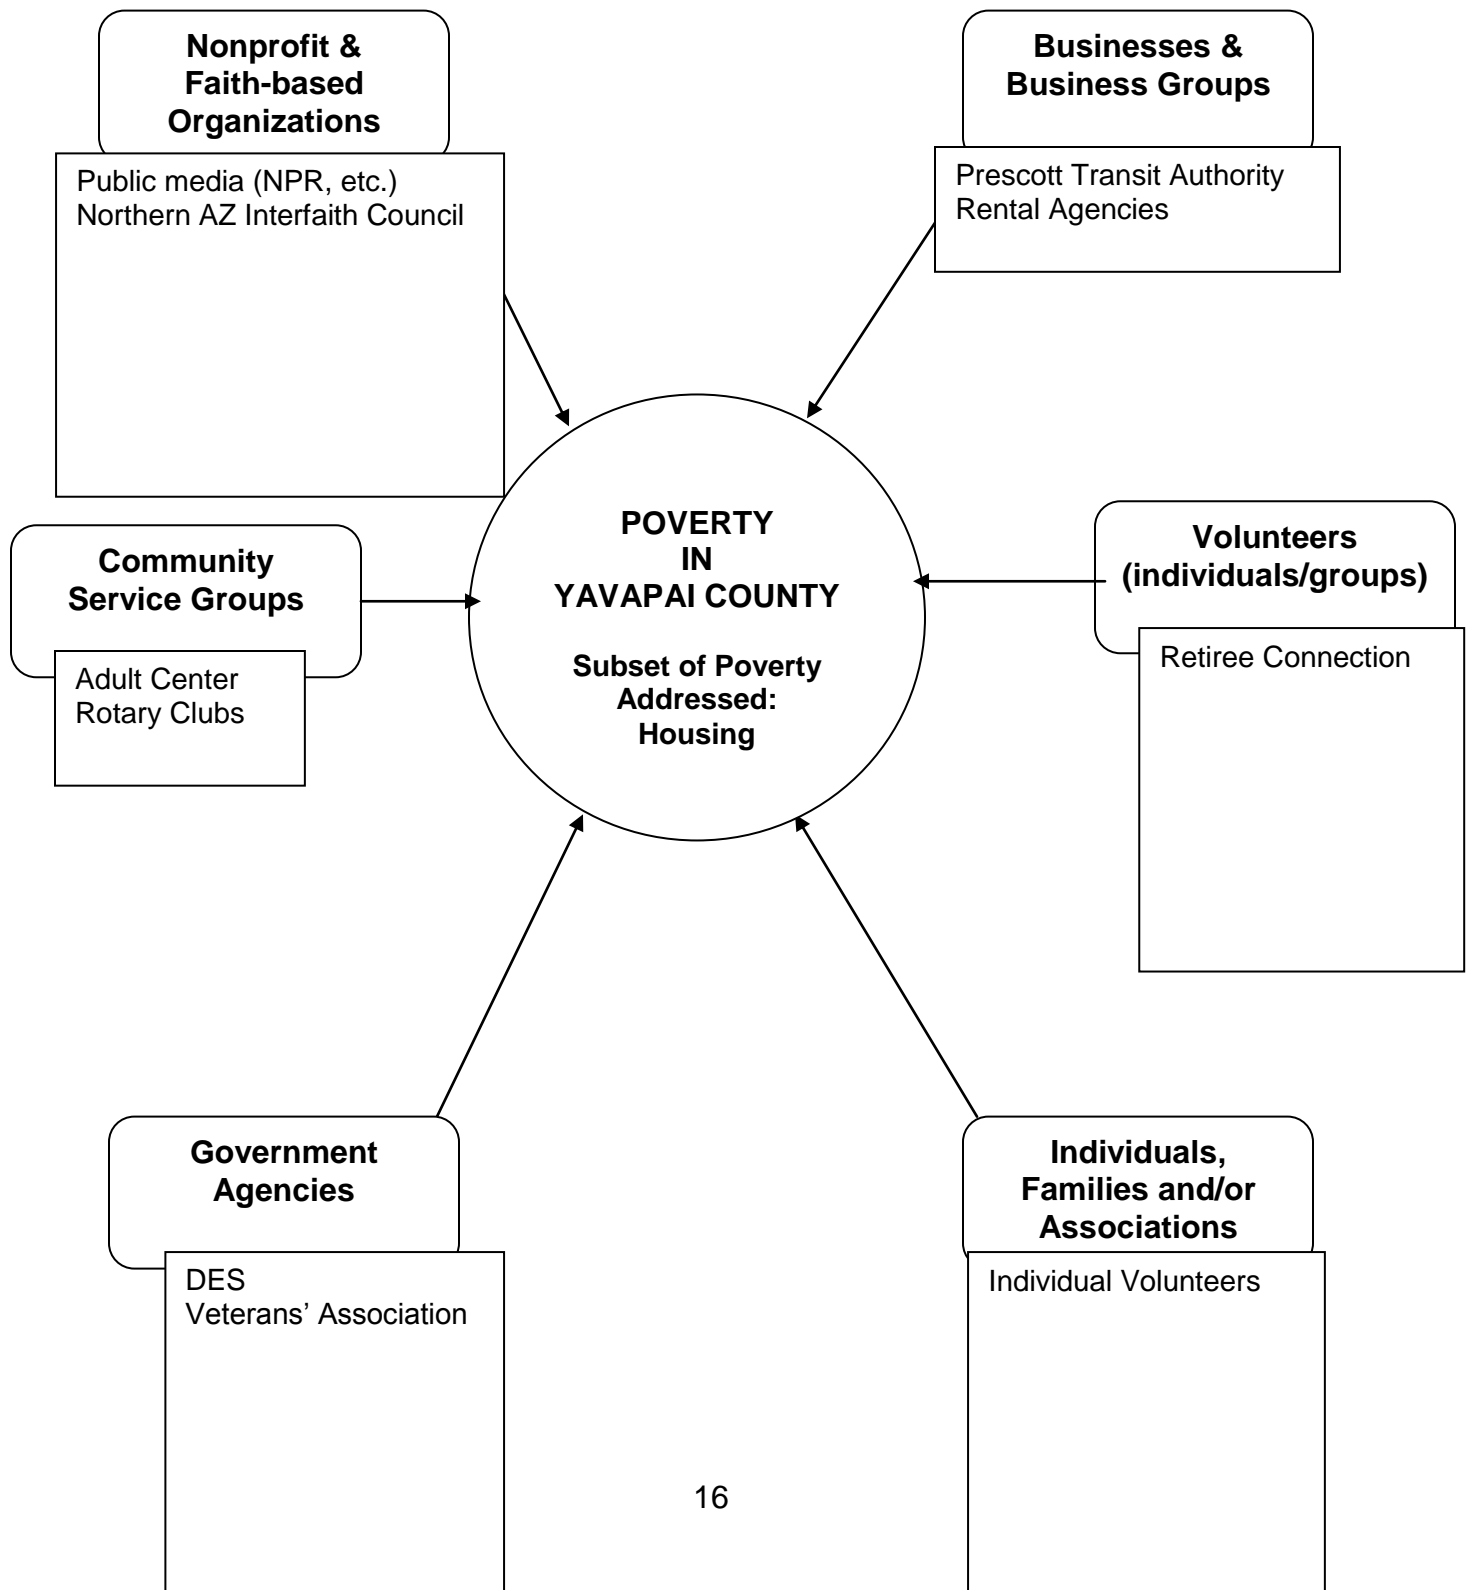 Nonprofit &
Faith-based
Organizations
Public media (NPR, etc.)
Northern AZ Interfaith Council
Businesses &
Business Groups
Prescott Transit Authority
Rental Agencies
POVERTY
IN
YAVAPAI COUNTY
Subset of Poverty
Addressed:
Housing
Community
Service Groups
Adult Center
Rotary Clubs
Volunteers
(individuals/groups)
Retiree Connection
Government
Agencies
DES
Veterans’ Association
Individuals,
Families and/or
Associations
Individual Volunteers
16